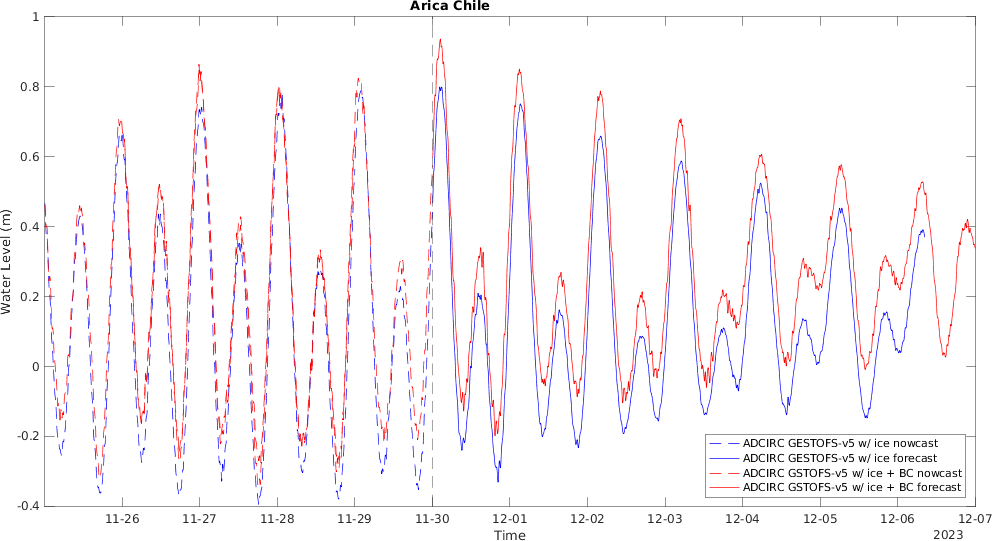 Arica Chile
1
0.8
0.6
0.4
0.2
0
-0.2
-0.4
Water Level (m)
11-26 11-27 11-28 11-29 11-30 12-01 12-02 12-03 12-04 12-05 12-06 12-07
Time
2023
ADCIRC GESTOFS-v5 w/ ice nowcast
ADCIRC GESTOFS-v5 w/ ice forecast
ADCIRC GSTOFS-v5 w/ ice + BC nowcast
ADCIRC GSTOFS-v5 w/ ice + BC forecast